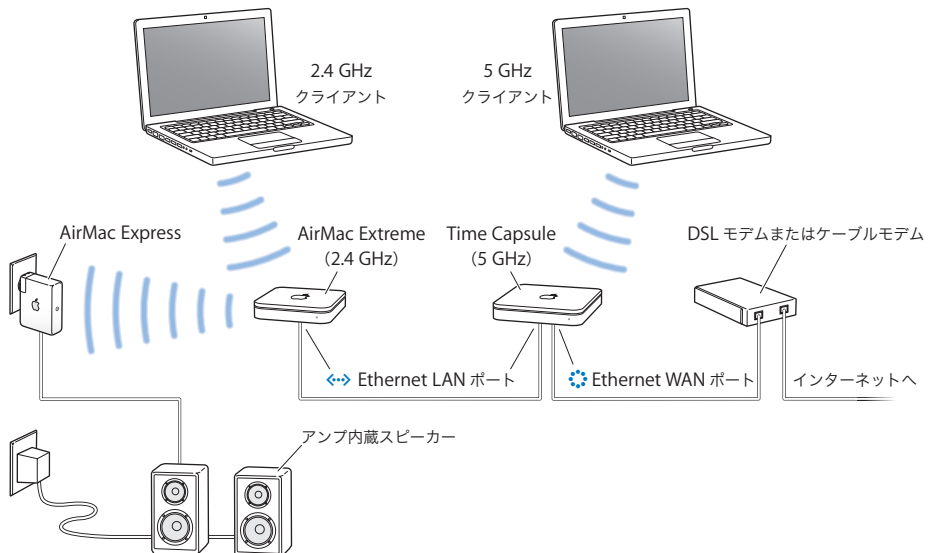 2.4 GHz
クライアント
5 GHz
クライアント
AirMac Express
AirMac Extreme
（2.4 GHz）
Time Capsule
（5 GHz）
DSL モデムまたはケーブルモデム
Ethernet LAN ポート
Ethernet WAN ポート
インターネットへ
アンプ内蔵スピーカー